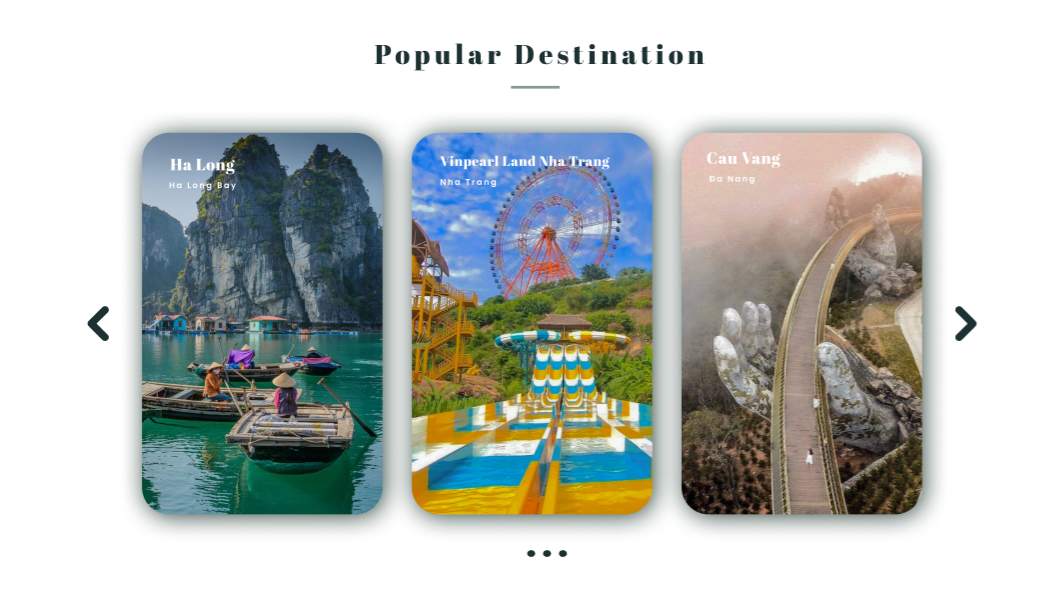 Popular Destination
Ha Long
Ha Long Bay
Vinpearl Land Nha Trang
Nha Trang
Cau Vang
Đa Nang